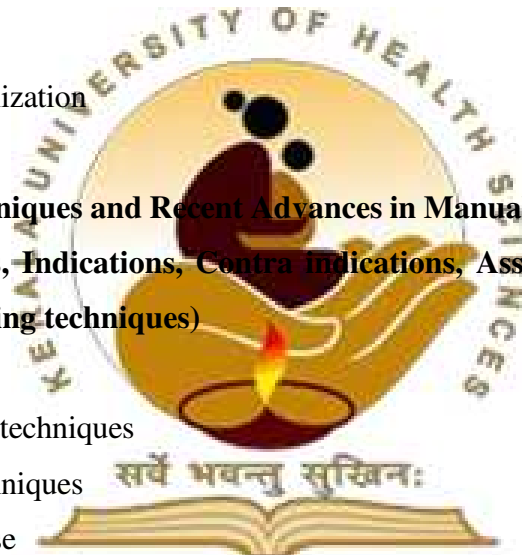 KERALA UNIVERSITY OF HEALTH SCIENCES
ization
niques and Recent Advances in Manua
, Indications, Contra indications, Ass
ing techniques)
techniques
niques
सर्वे भवन्तु सुखिन:
se